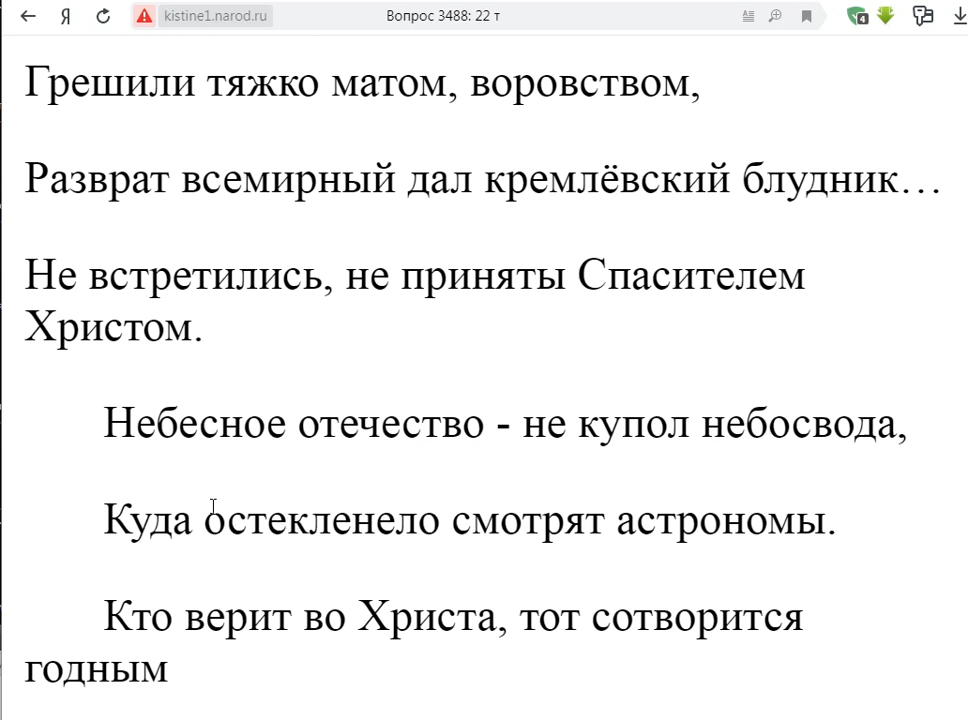 kistine1.narod.ru
Вопрос 3488: 22 т
4
Грешили тяжко матом, воровством,
Разврат всемирный дал кремлёвский блудник…
Не встретились, не приняты Спасителем
Христом.
Небесное отечество - не купол небосвода,
Куда остекленело смотрят астрономы.
Кто верит во Христа, тот сотворится
годным